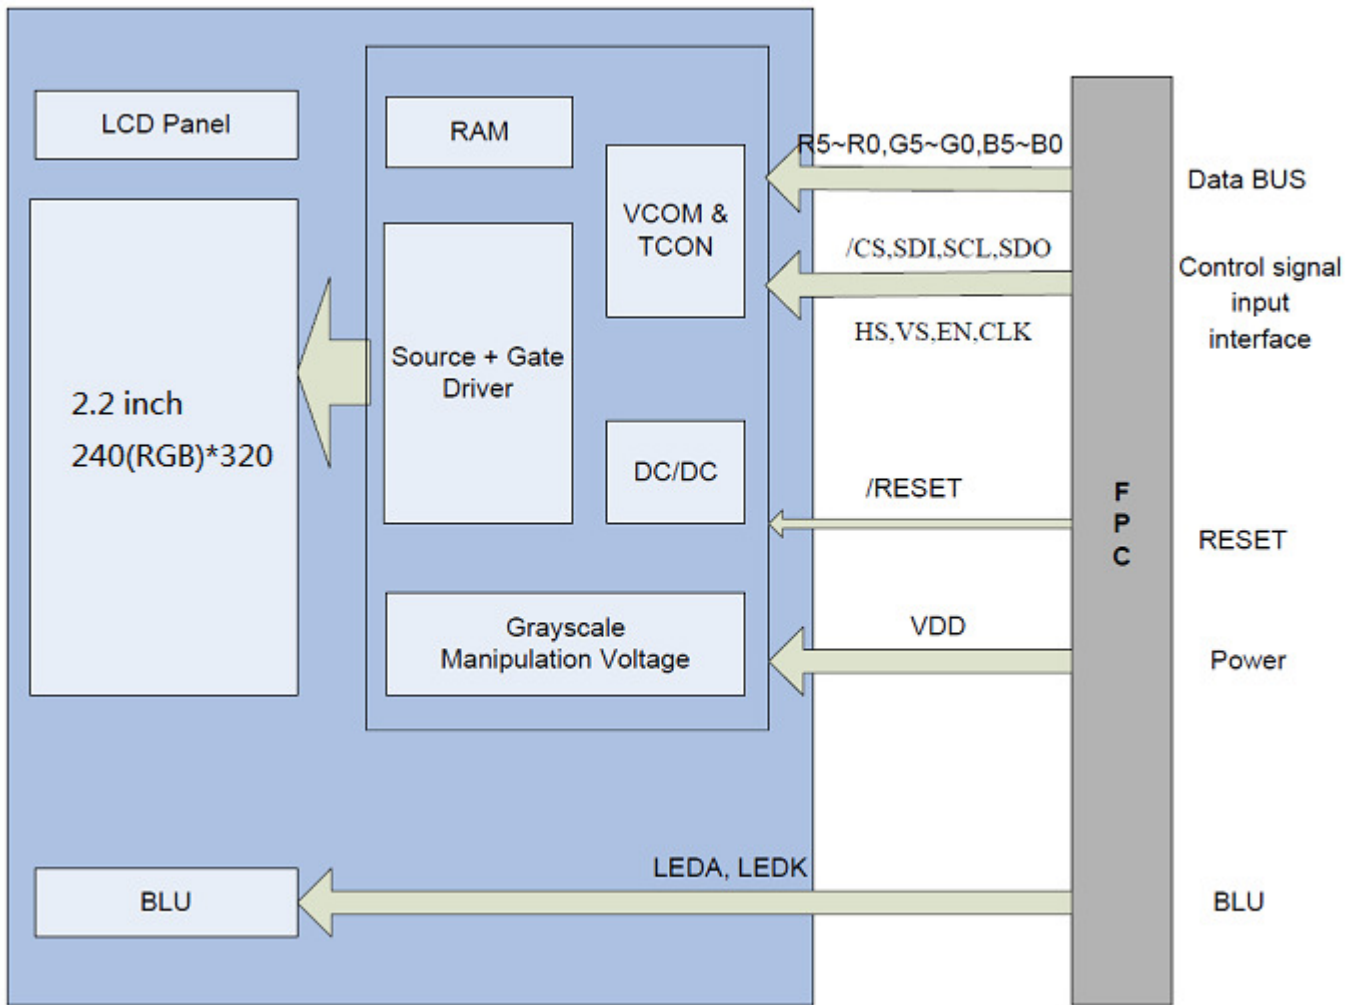 LCD Panel
2.2 inch
240(RGB)*320
RAM
VCOM &
TCON
Source + Gate
Driver
DC/DC
Grayscale
Manipulation Voltage
BLU
R5~R0,G5~G0,B5~B0
/CS,SDI,SCL,SDO
HS,VS,EN,CLK
/RESET
VDD
LEDA, LEDK
F
P
C
Data BUS
Control signal
input
interface
RESET
Power
BLU